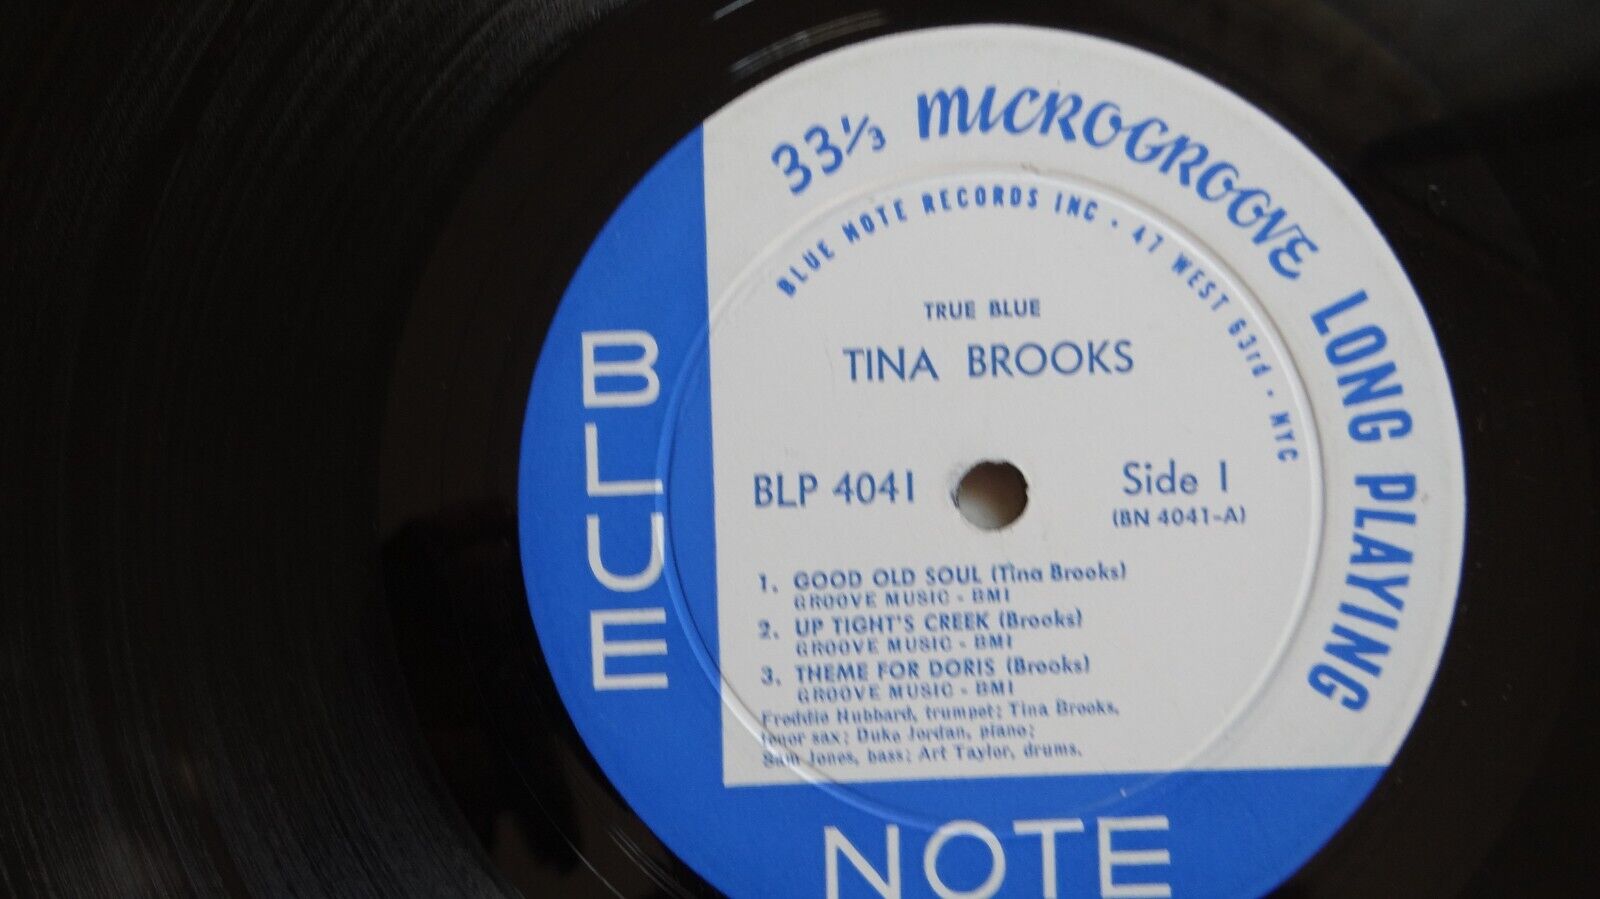 33⅓ MICROGROOVE LONG PLAYING
BLUE NOTE RECORDS INC · 47 WEST 63rd · NYC
TRUE BLUE
TINA BROOKS
BLP 4041
Side 1
(BN 4041-A)
1. GOOD OLD SOUL (Tina Brooks)
GROOVE MUSIC - BMI
2. UP TIGHT'S CREEK (Brooks)
GROOVE MUSIC - BMI
3. THEME FOR DORIS (Brooks)
GROOVE MUSIC - BMI
Freddie Hubbard, trumpet; Tina Brooks,
tenor sax; Duke Jordan, piano;
Sam Jones, bass; Art Taylor, drums.
BLUE
NOTE